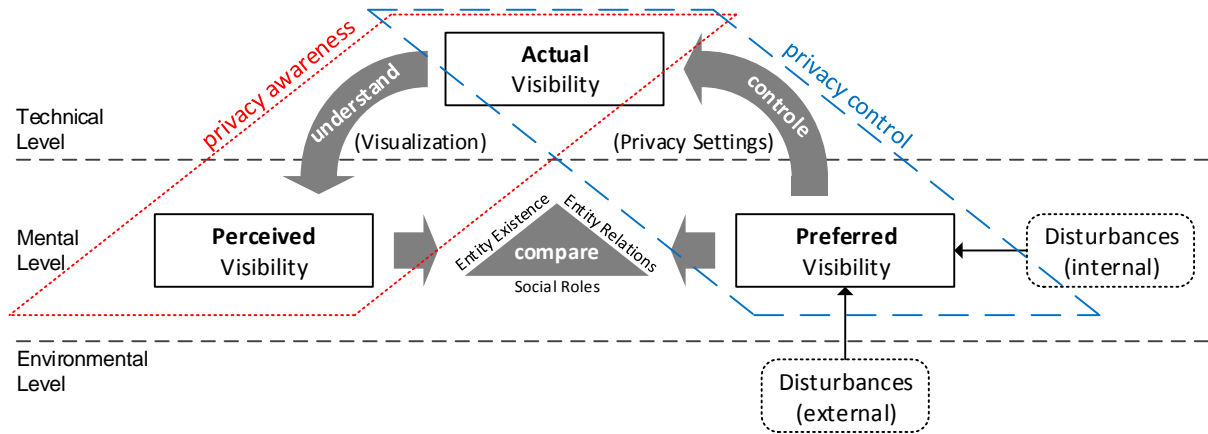 privacy awareness
Actual
Visibility
privacy control
understand
controle
Technical
Level
(Visualization)
(Privacy Settings)
Mental
Level
Perceived
Visibility
Entity Existence
Entity Relations
compare
Social Roles
Preferred
Visibility
Disturbances
(internal)
Environmental
Level
Disturbances
(external)